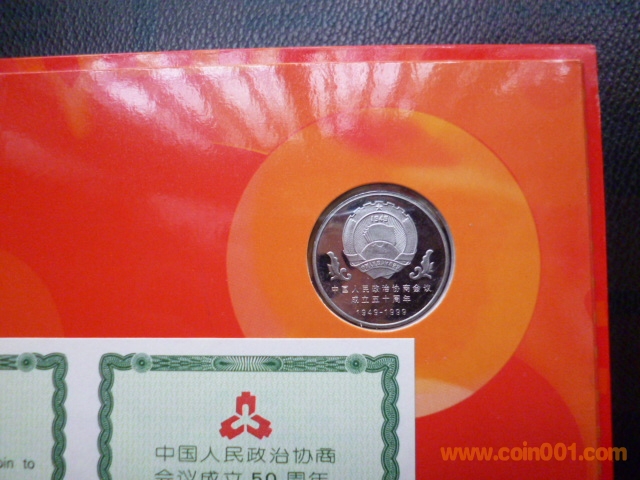 1949
中国人民政治协商会议
成立五十周年
1949-1999
oin to
中国人民政治协商
会议成立50周年
www.coin001.com